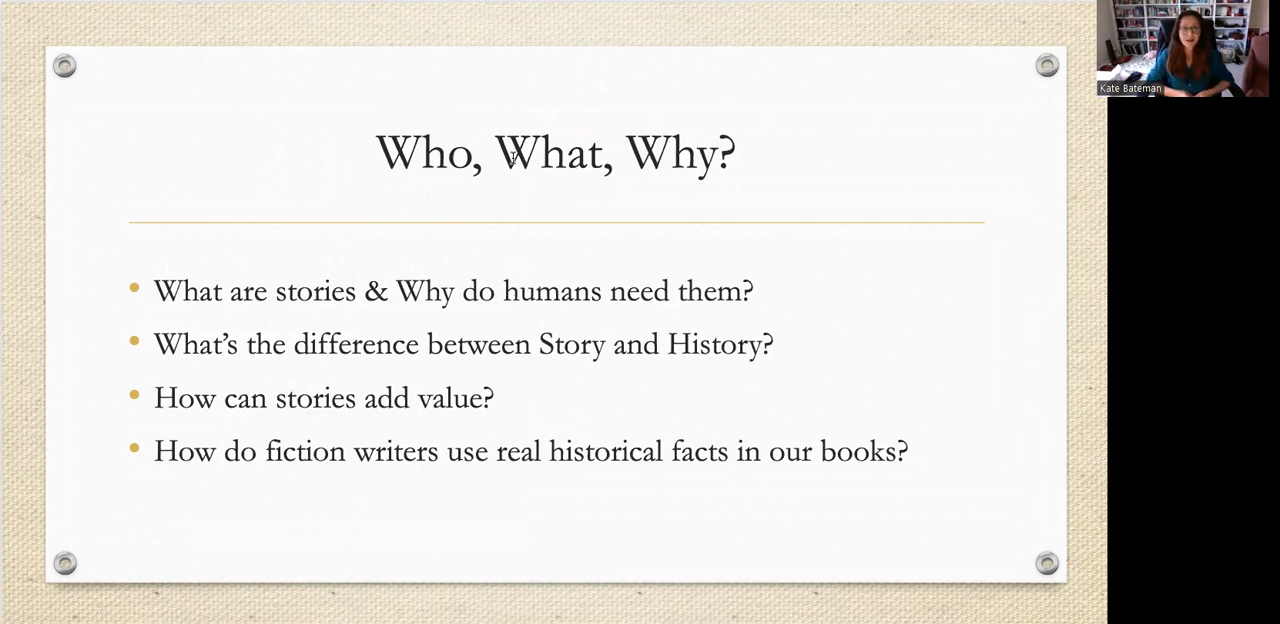 Who, What, Why?
What are stories & Why do humans need them?
What's the difference between Story and History?
How can stories add value?
How do fiction writers use real historical facts in our books?
Kate Bateman